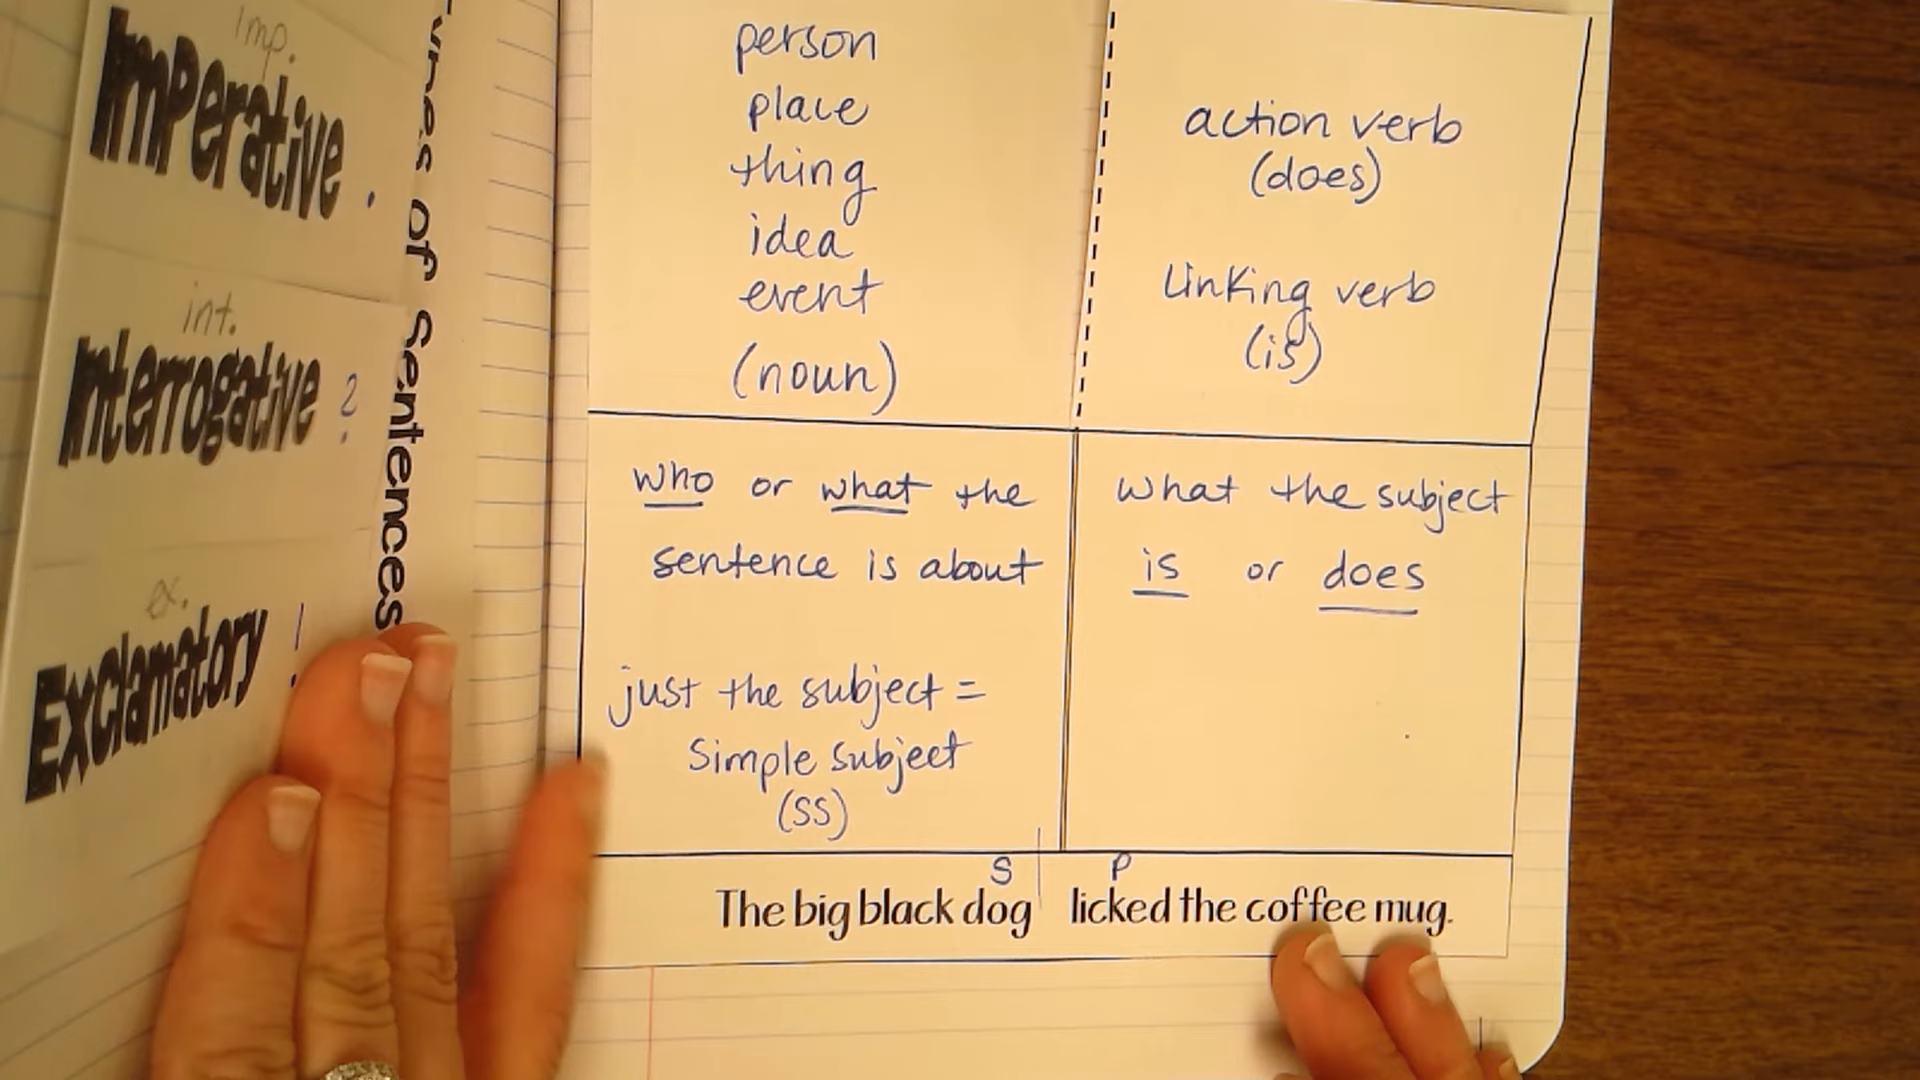 imp.
Imperative .
int.
Interrogative ?
ex.
Exclamatory !
of Sentences
person
place
thing
idea
event
(noun)
action verb
(does)
Linking verb
(is)
who or what the
sentence is about
just the subject =
Simple subject
(SS)
what the subject
is or does
S P
The big black dog licked the coffee mug.